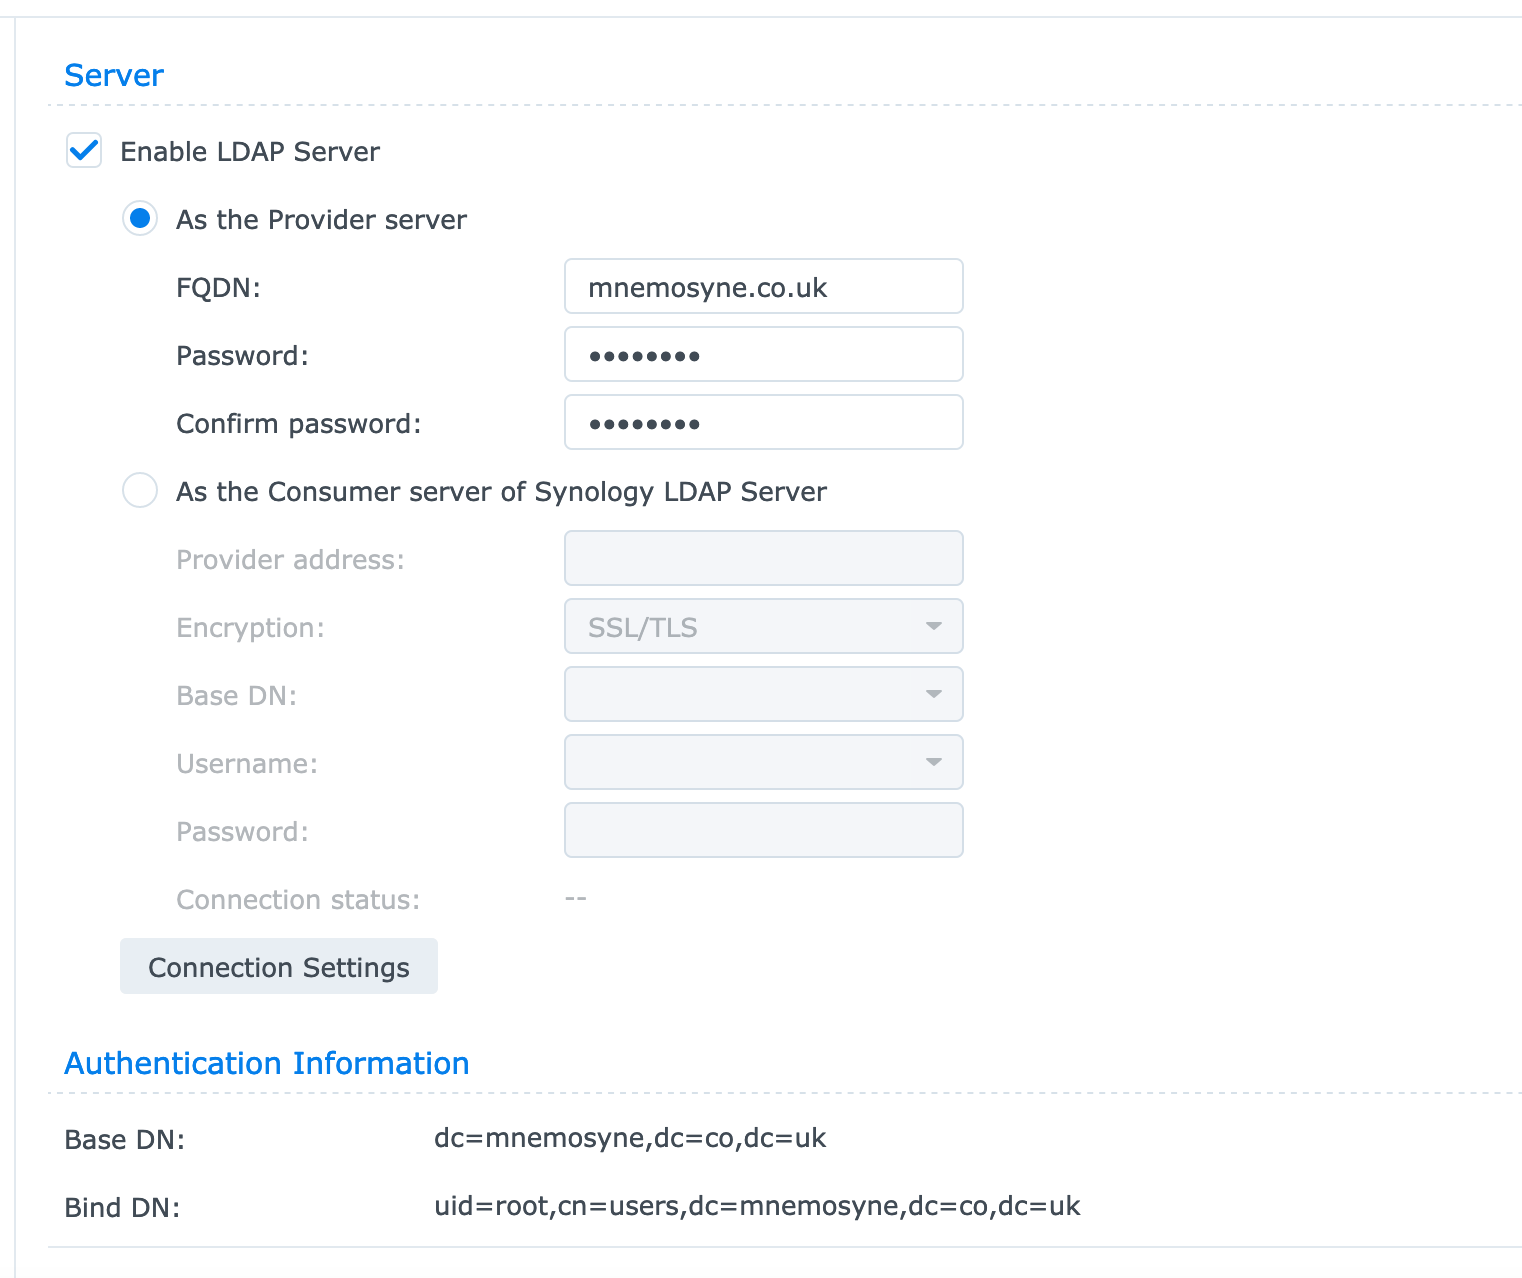 Server
Enable LDAP Server
As the Provider server
FQDN: mnemosyne.co.uk
Password: ••••••••
Confirm password: ••••••••
As the Consumer server of Synology LDAP Server
Provider address:
Encryption: SSL/TLS
Base DN:
Username:
Password:
Connection status: --
Connection Settings
Authentication Information
Base DN: dc=mnemosyne,dc=co,dc=uk
Bind DN: uid=root,cn=users,dc=mnemosyne,dc=co,dc=uk